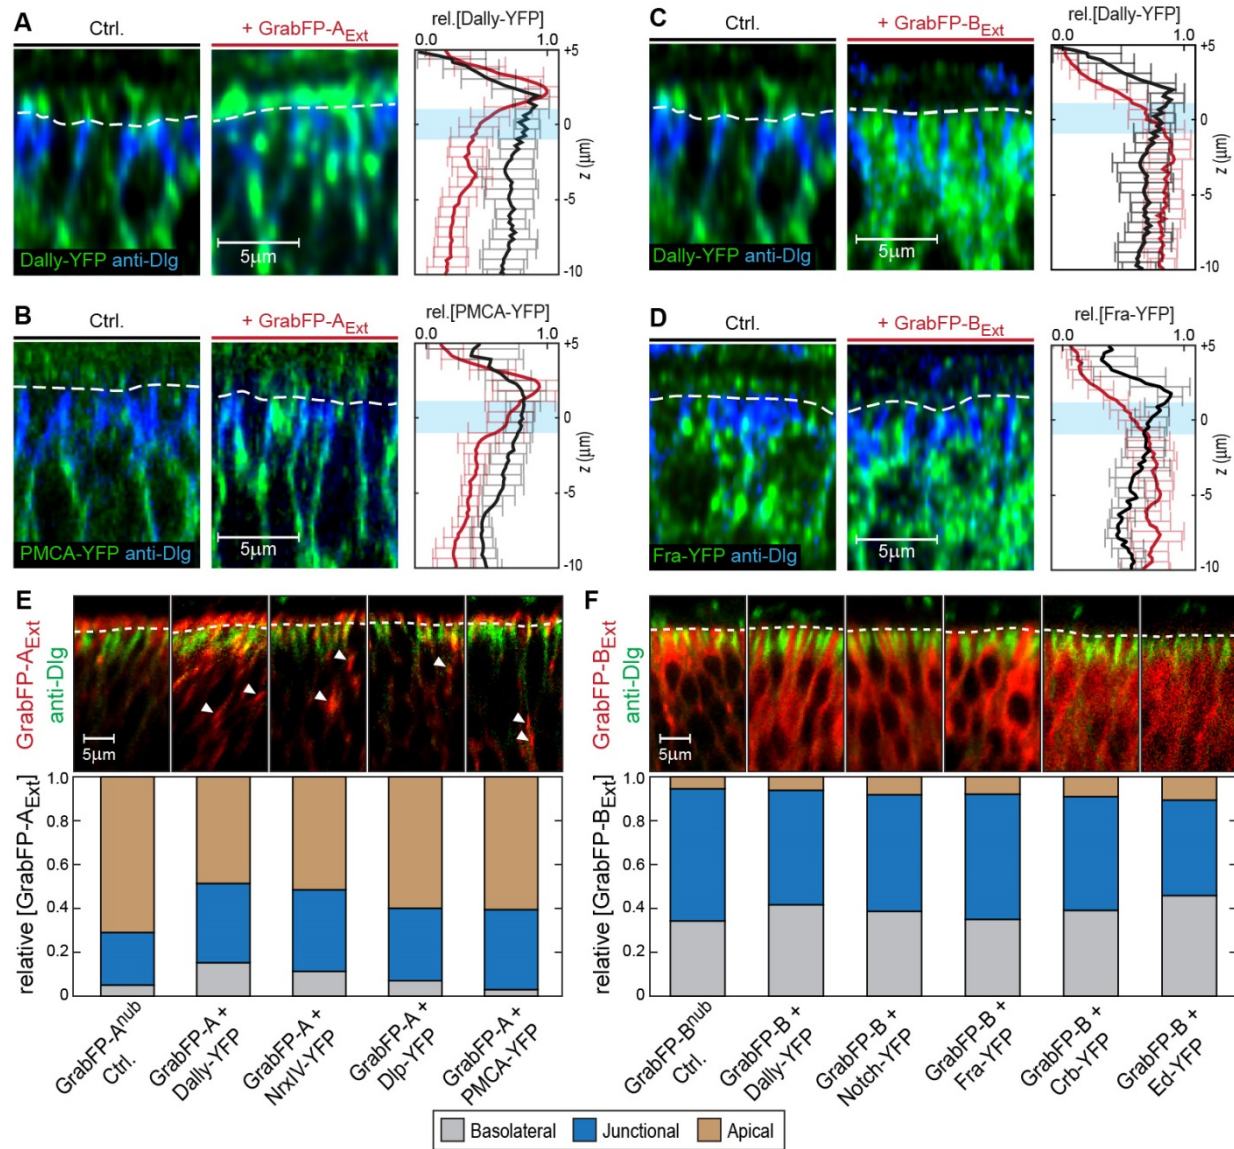 A
Ctrl.
+ GrabFP-AExt
rel.[Dally-YFP]
0.0 1.0
+5
0
-5
-10
z (μm)
5μm
Dally-YFP anti-Dlg
C
Ctrl.
+ GrabFP-BExt
rel.[Dally-YFP]
0.0. 1.0
+5
0
-5
-10
z (μm)
5μm
Dally-YFP anti-Dlg
B
Ctrl.
+ GrabFP-AExt
rel.[PMCA-YFP]
0.0 1.0
+5
0
-5
-10
z (μm)
5μm
PMCA-YFP anti-Dlg
D
Ctrl.
+ GrabFP-BExt
rel.[Fra-YFP]
0.0. 1.0
+5
0
-5
-10
z (μm)
5μm
Fra-YFP anti-Dlg
E
GrabFP-AExt
anti-Dlg
5μm
relative [GrabFP-AExt]
1.0
0.8
0.6
0.4
0.2
0
GrabFP-Anub
Ctrl.
GrabFP-A +
Dally-YFP
GrabFP-A +
NrxIV-YFP
GrabFP-A +
Dlp-YFP
GrabFP-A +
PMCA-YFP
F
GrabFP-BExt
anti-Dlg
5μm
relative [GrabFP-BExt]
1.0
0.8
0.6
0.4
0.2
0
GrabFP-Bnub
Ctrl.
GrabFP-B +
Dally-YFP
GrabFP-B +
Notch-YFP
GrabFP-B +
Fra-YFP
GrabFP-B +
Crb-YFP
GrabFP-B +
Ed-YFP
Basolateral Junctional Apical